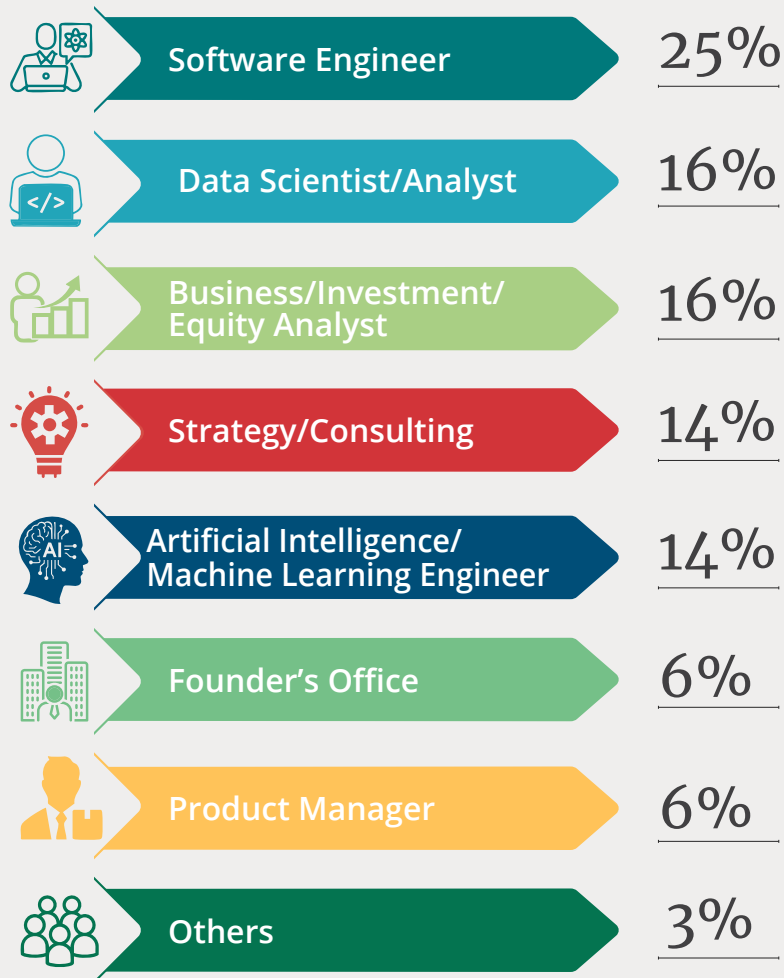 Software Engineer 25%
</> Data Scientist/Analyst 16%
Business/Investment/
Equity Analyst 16%
Strategy/Consulting 14%
AI Artificial Intelligence/
Machine Learning Engineer 14%
Founder’s Office 6%
Product Manager 6%
Others 3%